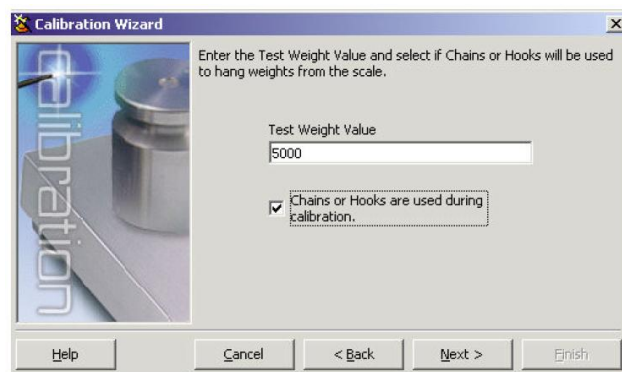 Calibration Wizard
Calibration
Enter the Test Weight Value and select if Chains or Hooks will be used
to hang weights from the scale.
Test Weight Value
5000
Chains or Hooks are used during
calibration.
Help
Cancel
< Back
Next >
Finish